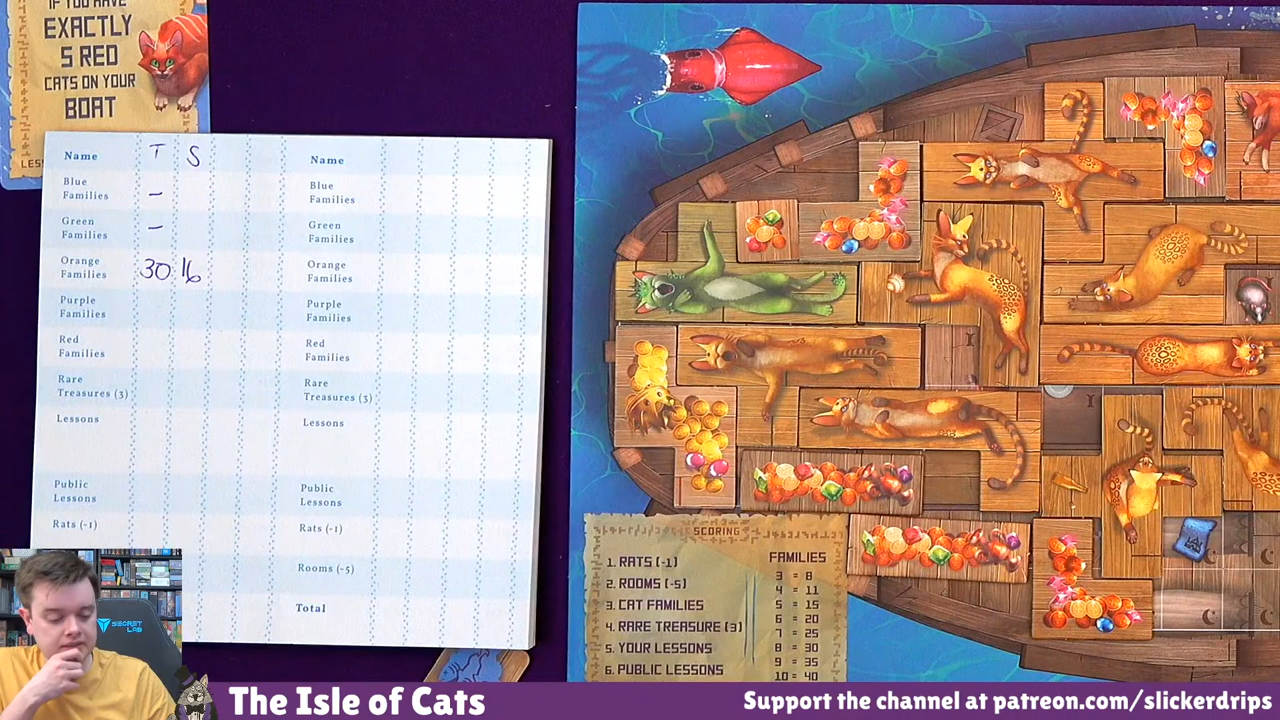 IF YOU HAVE
EXACTLY
5 RED
CATS ON YOUR
BOAT
LES
Name T S
Blue
Families –
Green
Families –
Orange
Families 30 16
Purple
Families
Red
Families
Rare
Treasures (3)
Lessons
Public
Lessons
Rats (-1)
Name
Blue
Families
Green
Families
Orange
Families
Purple
Families
Red
Families
Rare
Treasures (3)
Lessons
Public
Lessons
Rats (-1)
Rooms (-5)
Total
SCORING
1. RATS (-1)
2. ROOMS (-5)
3. CAT FAMILIES
4. RARE TREASURE (3)
5. YOUR LESSONS
6. PUBLIC LESSONS
FAMILIES
3 = 8
4 = 11
5 = 15
6 = 20
7 = 25
8 = 30
9 = 35
10 = 40
SECRET
LAB
The Isle of Cats
Support the channel at patreon.com/slickerdrips